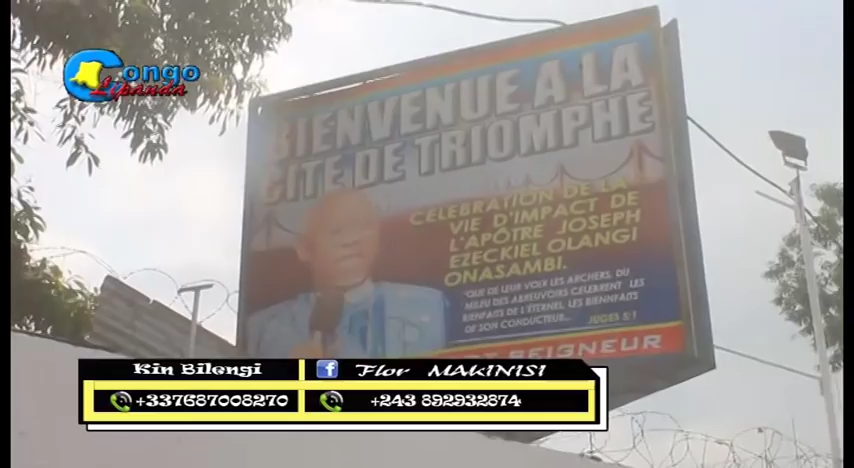 Congo
Lipanda
BIENVENUE A LA
CITE DE TRIOMPHE
CELEBRATION DE LA
VIE D'IMPACT DE
L'APÔTRE JOSEPH
EZECKIEL OLANGI
ONASAMBI.
"QUE DE LEUR VOIX LES ARCHERS, DU
MILIEU DES ABREUVOIRS CELEBRENT LES
BIENFAITS DE L'ETERNEL, LES BIENFAITS
DE SON CONDUCTEUR...
JUGES 5:1
SEIGNEUR
Kin Bilengi
f
Flor MAKINISI
+337687008270
+243 892932874